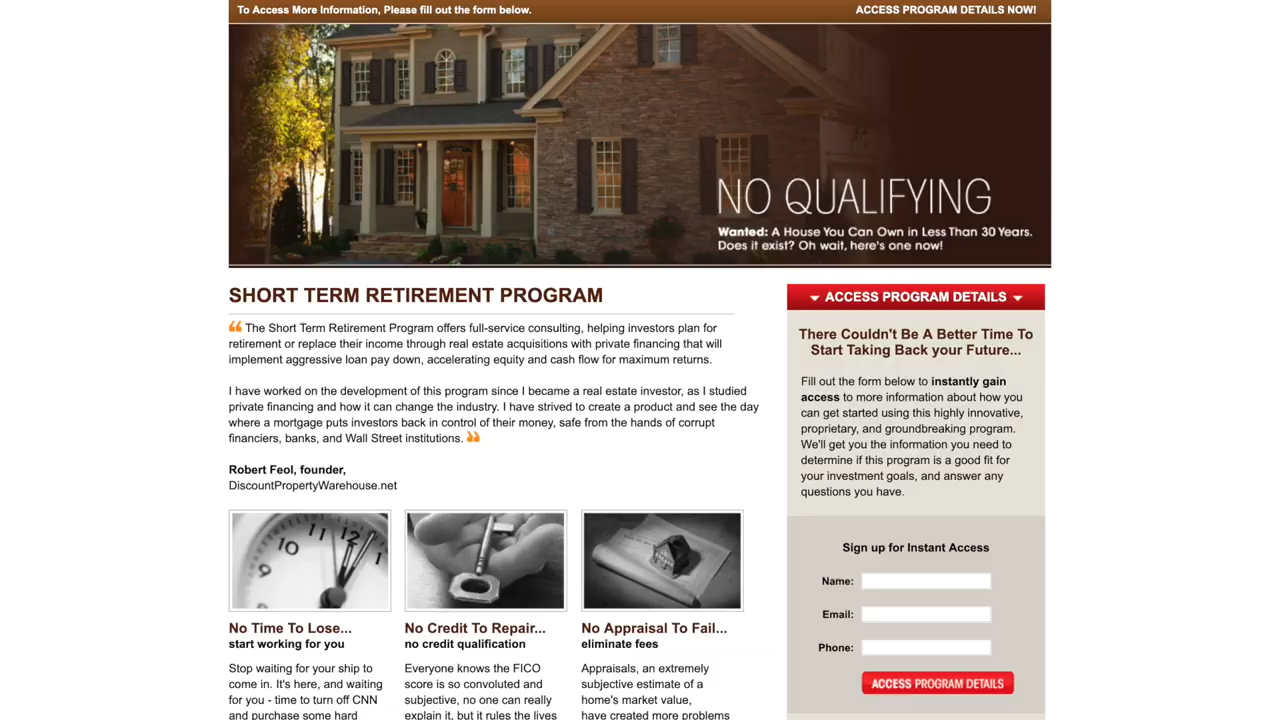 To Access More Information, Please fill out the form below.
ACCESS PROGRAM DETAILS NOW!
NO QUALIFYING
Wanted: A House You Can Own in Less Than 30 Years.
Does it exist? Oh wait, here's one now!
SHORT TERM RETIREMENT PROGRAM
“ The Short Term Retirement Program offers full-service consulting, helping investors plan for
retirement or replace their income through real estate acquisitions with private financing that will
implement aggressive loan pay down, accelerating equity and cash flow for maximum returns.
I have worked on the development of this program since I became a real estate investor, as I studied
private financing and how it can change the industry. I have strived to create a product and see the day
where a mortgage puts investors back in control of their money, safe from the hands of corrupt
financiers, banks, and Wall Street institutions. ”
Robert Feol, founder,
DiscountPropertyWarehouse.net
10 11 12 1
9
No Time To Lose...
start working for you
Stop waiting for your ship to
come in. It's here, and waiting
for you - time to turn off CNN
and purchase some hard
No Credit To Repair...
no credit qualification
Everyone knows the FICO
score is so convoluted and
subjective, no one can really
explain it, but it rules the lives
No Appraisal To Fail...
eliminate fees
Appraisals, an extremely
subjective estimate of a
home's market value,
have created more problems
ACCESS PROGRAM DETAILS
There Couldn't Be A Better Time To
Start Taking Back your Future...
Fill out the form below to instantly gain
access to more information about how you
can get started using this highly innovative,
proprietary, and groundbreaking program.
We'll get you the information you need to
determine if this program is a good fit for
your investment goals, and answer any
questions you have.
Sign up for Instant Access
Name:
Email:
Phone:
ACCESS PROGRAM DETAILS